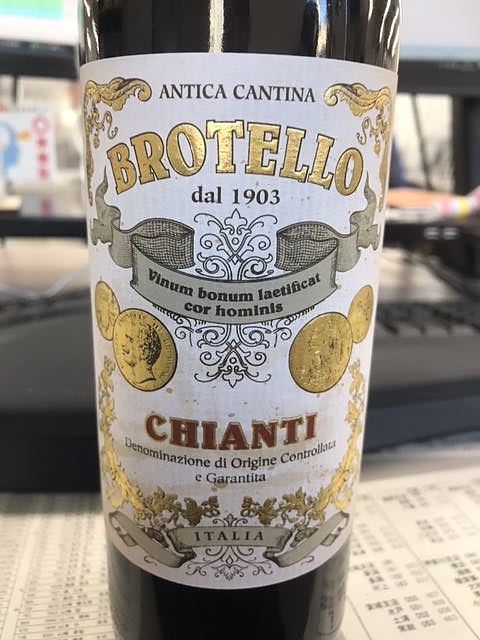 ANTICA CANTINA
BROTELLO
dal 1903
Vinum bonum laetificat
cor hominis
CHIANTI
Denominazione di Origine Controllata
e Garantita
ITALIA